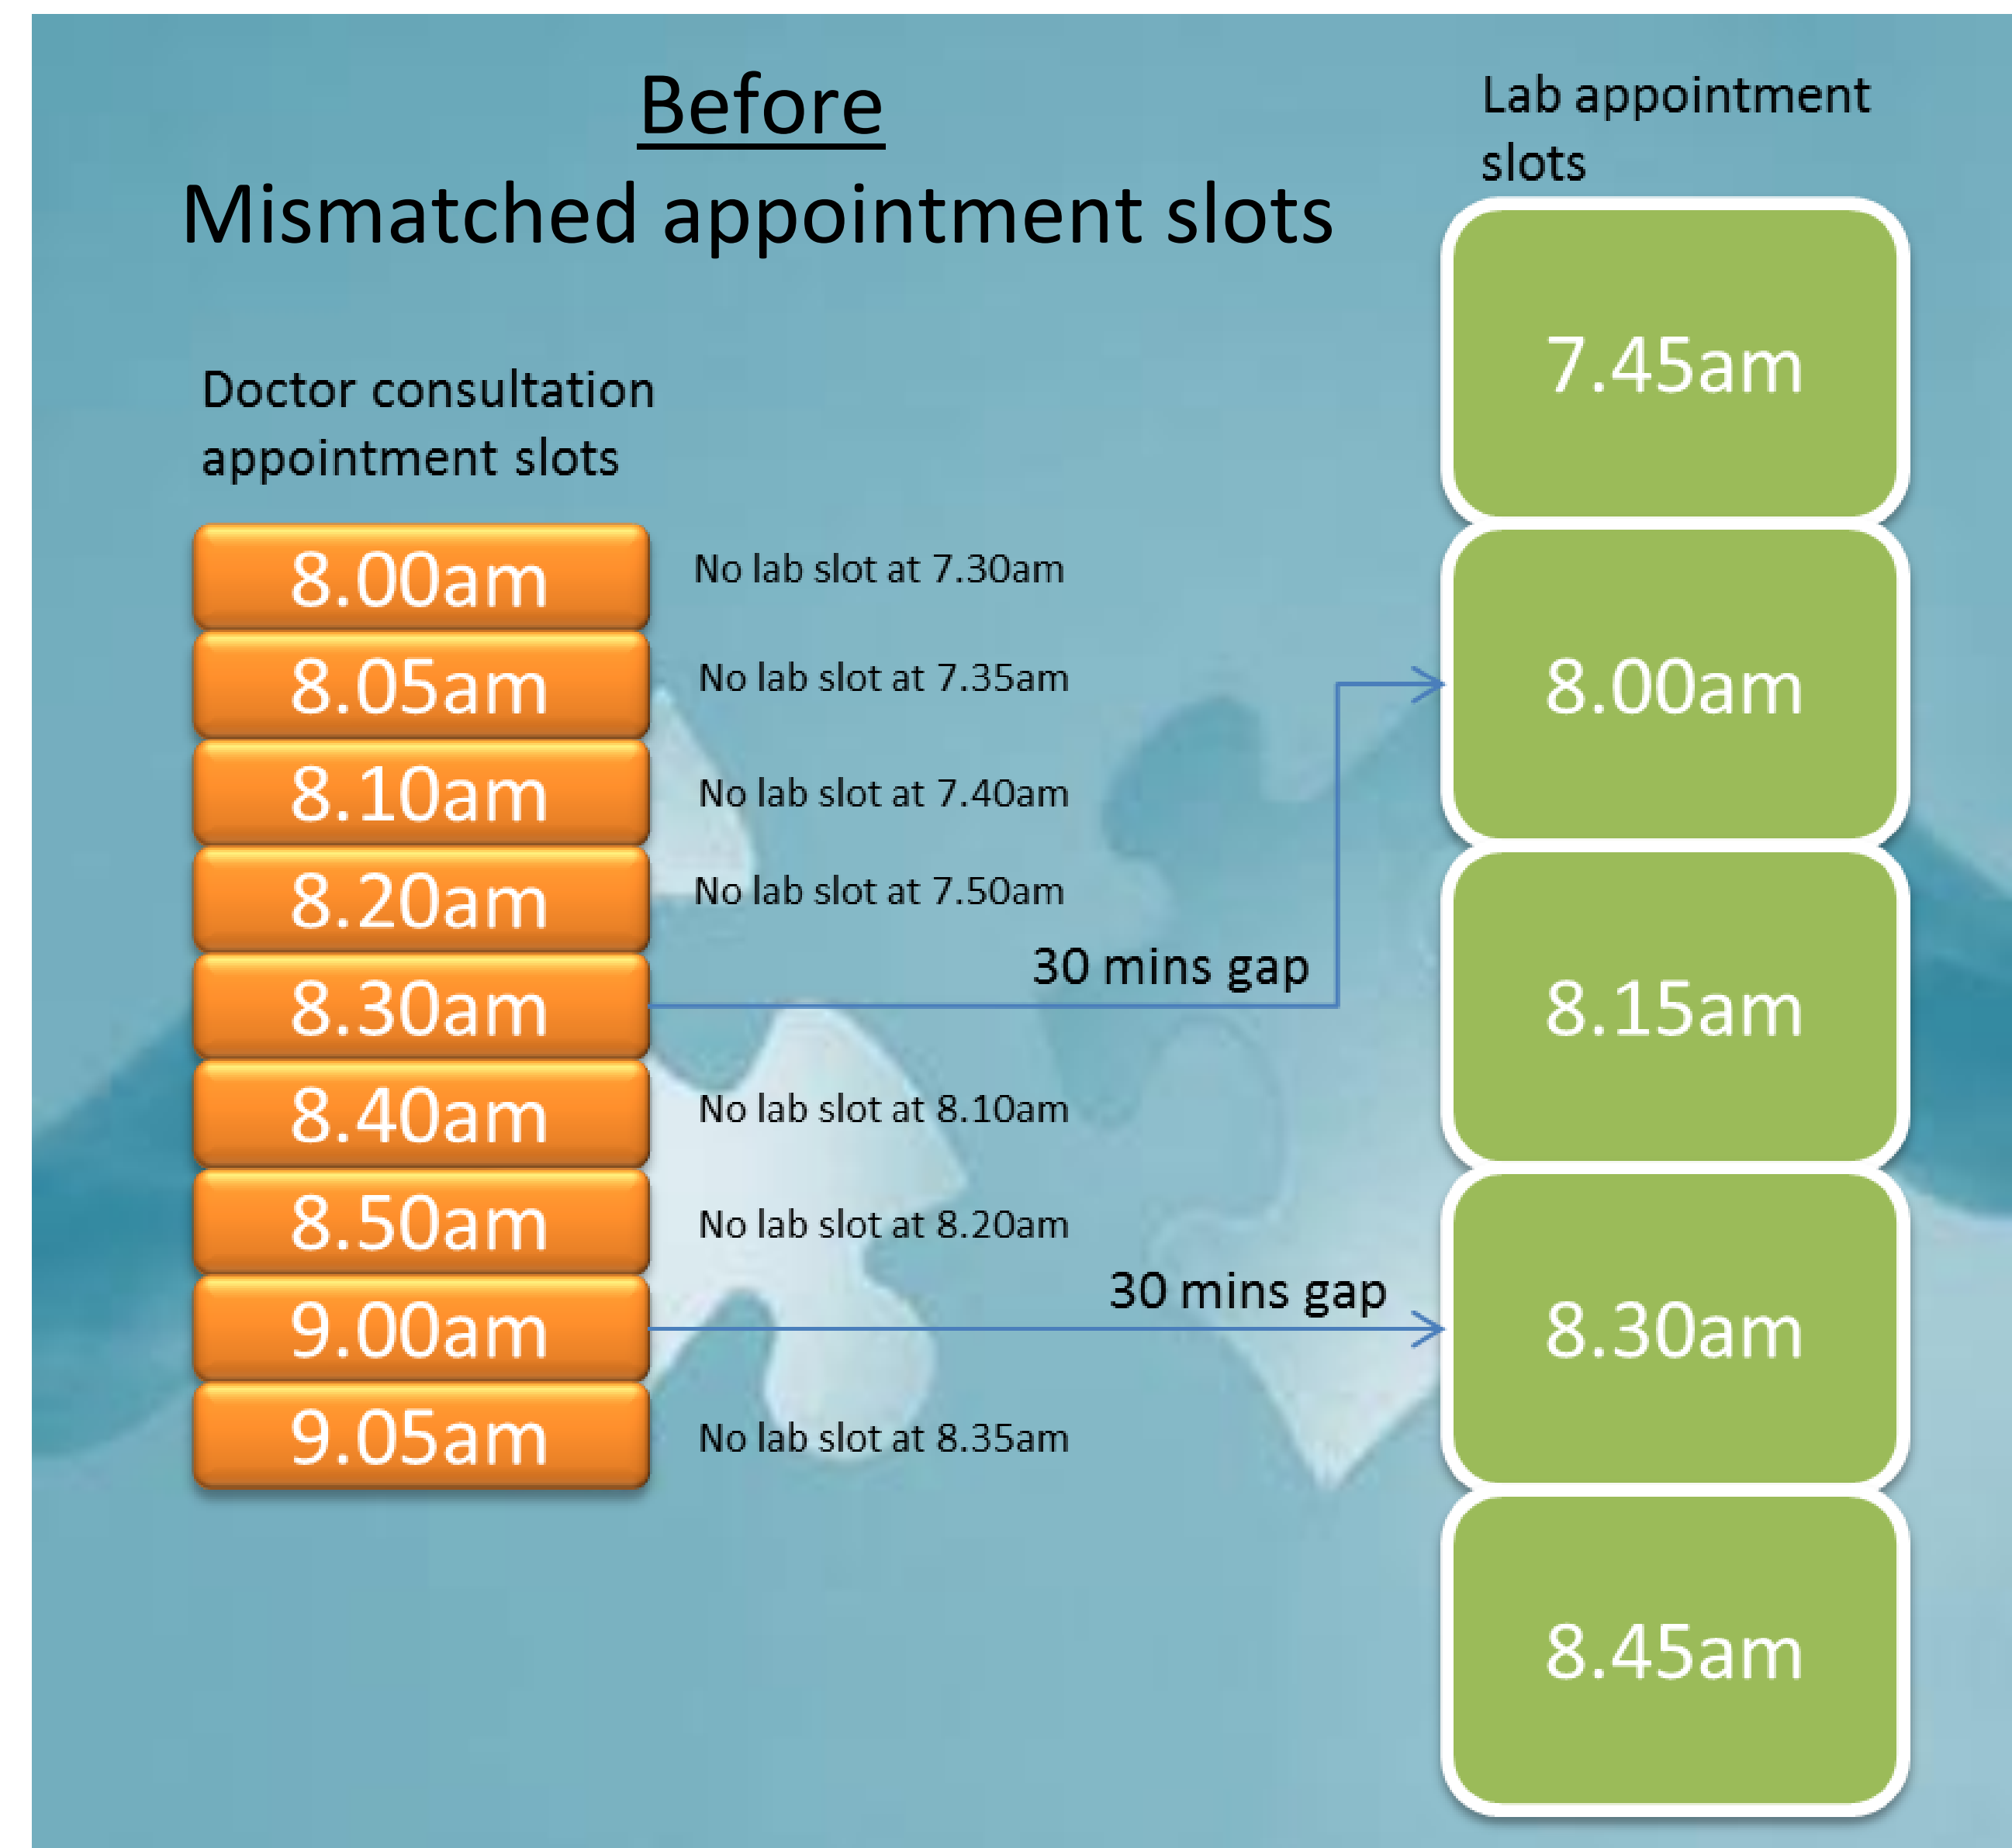 Before
Mismatched appointment slots
Doctor consultation
appointment slots
8.00am
No lab slot at 7.30am
8.05am
No lab slot at 7.35am
8.10am
No lab slot at 7.40am
8.20am
No lab slot at 7.50am
8.30am
30 mins gap
8.40am
No lab slot at 8.10am
8.50am
No lab slot at 8.20am
9.00am
30 mins gap
9.05am
No lab slot at 8.35am
Lab appointment
slots
7.45am
8.00am
8.15am
8.30am
8.45am